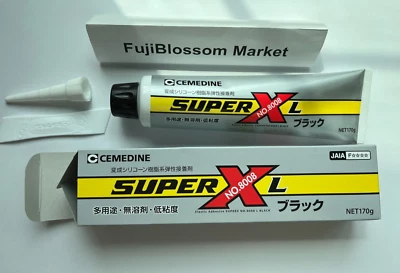 FujiBlossom Market
CEMEDINE
変成シリコーン樹脂系弾性接着剤
SUPER X L
NO.8008
ブラック
多用途・無溶剤・低粘度
NET170g
CEMEDINE
変成シリコーン樹脂系弾性接着剤
JAIA F☆☆☆☆
SUPER X L
NO.8008
多用途・無溶剤・低粘度
ブラック
NET170g